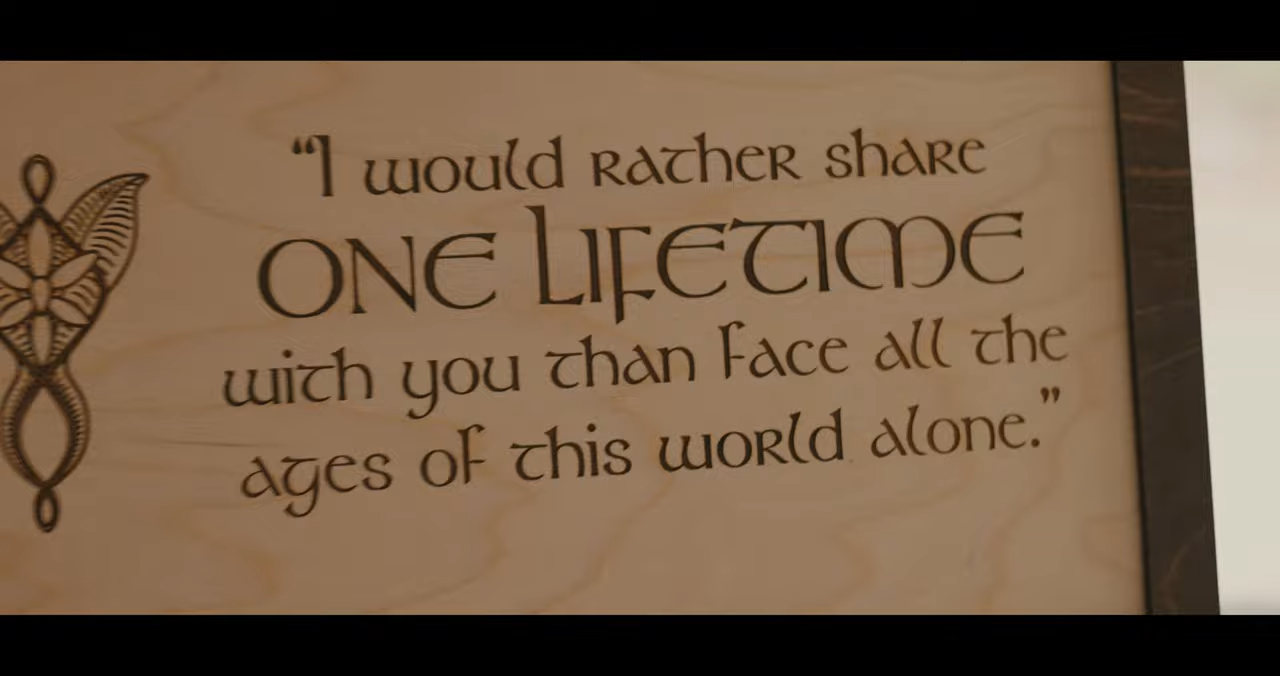 “I would rather share
ONE LIFETIME
with you than face all the
ages of this world alone.”